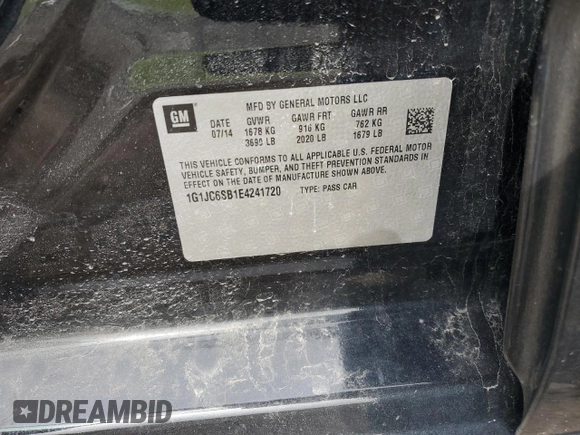 GM
MFD BY GENERAL MOTORS LLC
DATE GVWR GAWR FRT GAWR RR
07/14 1678 KG 916 KG 762 KG
3690 LB 2020 LB 1679 LB
THIS VEHICLE CONFORMS TO ALL APPLICABLE U.S. FEDERAL MOTOR
VEHICLE SAFETY, BUMPER, AND THEFT PREVENTION STANDARDS IN
EFFECT ON THE DATE OF MANUFACTURE SHOWN ABOVE.
1G1JC6SB1E4241720 TYPE: PASS CAR
DREAMBID